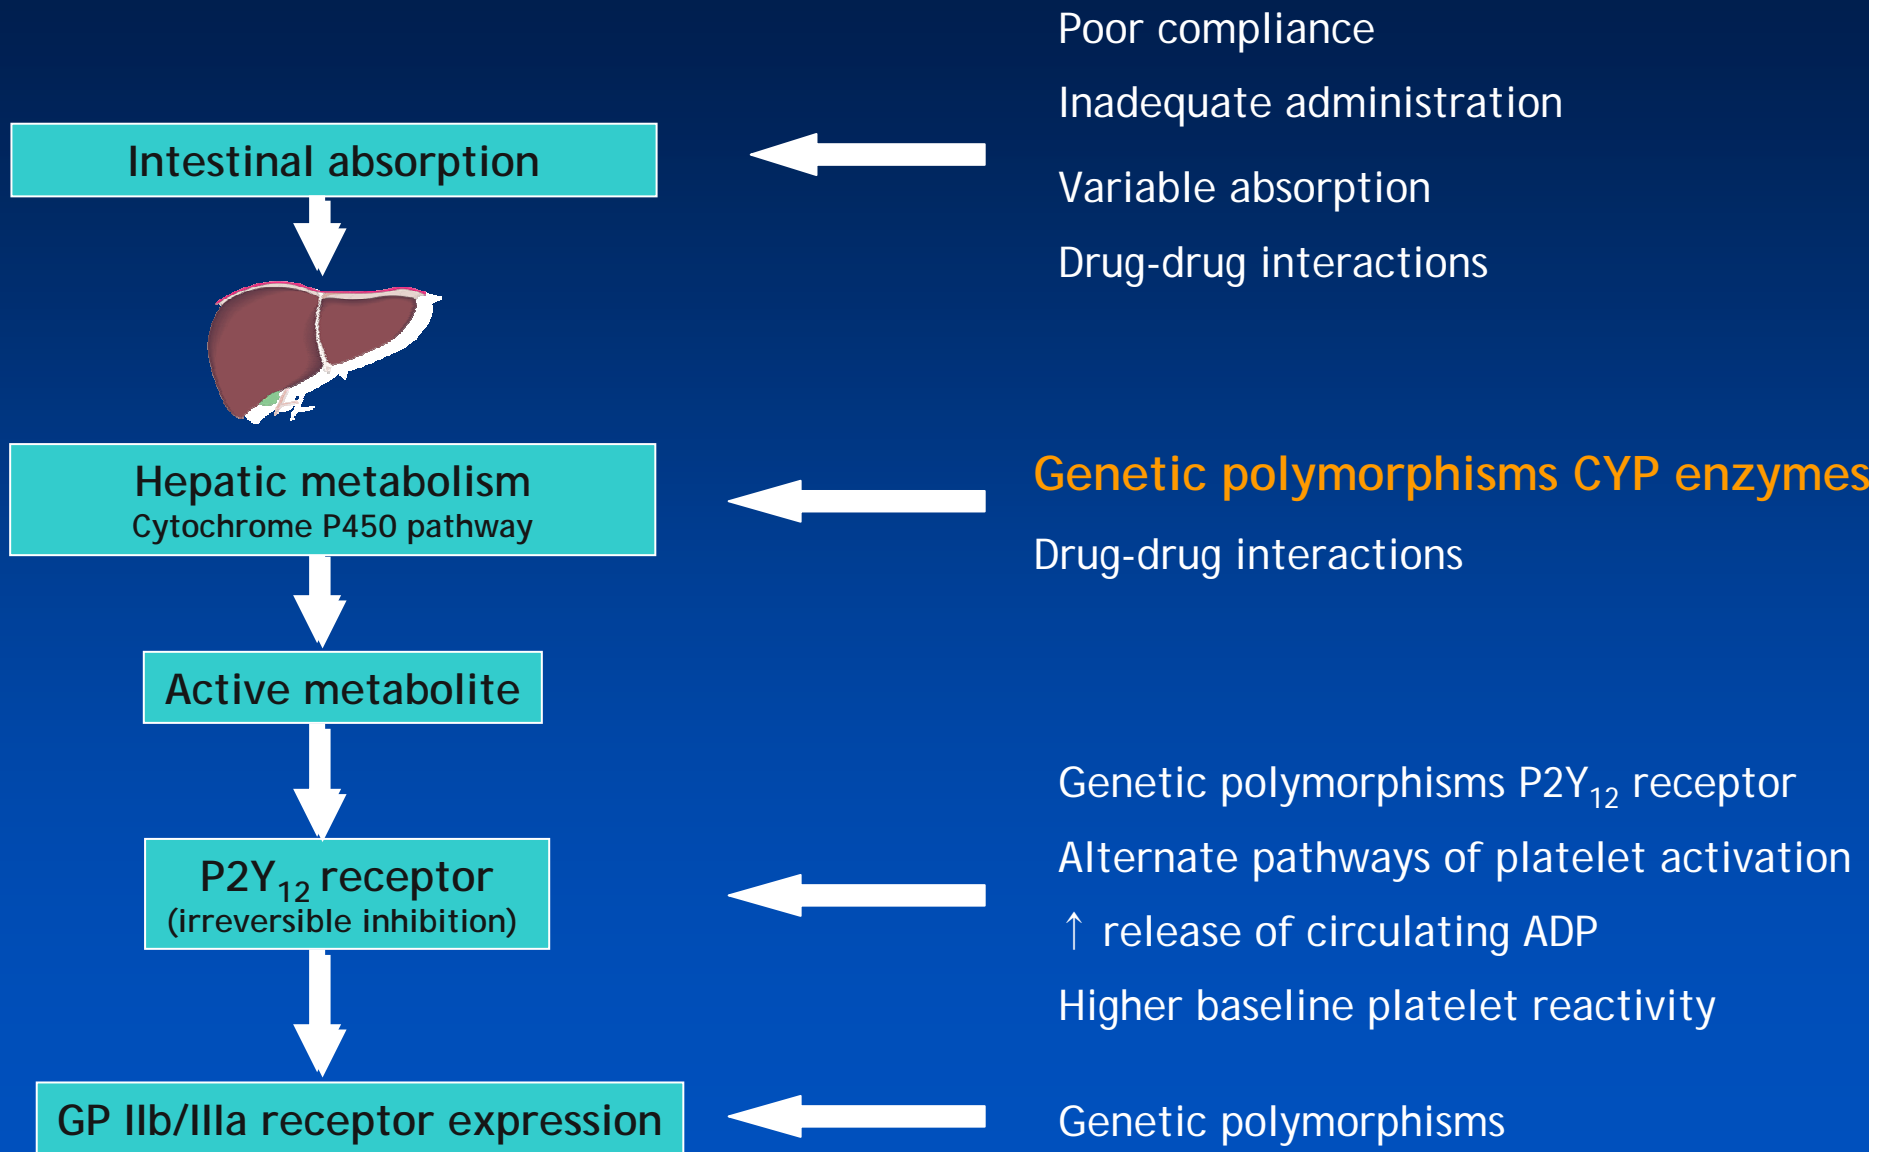 Poor compliance
Inadequate administration
Intestinal absorption
Variable absorption
Drug-drug interactions
Hepatic metabolism
Cytochrome P450 pathway
Genetic polymorphisms CYP enzymes
Drug-drug interactions
Active metabolite
P2Y₁₂ receptor
(irreversible inhibition)
Genetic polymorphisms P2Y₁₂ receptor
Alternate pathways of platelet activation
↑ release of circulating ADP
Higher baseline platelet reactivity
GP IIb/IIIa receptor expression
Genetic polymorphisms